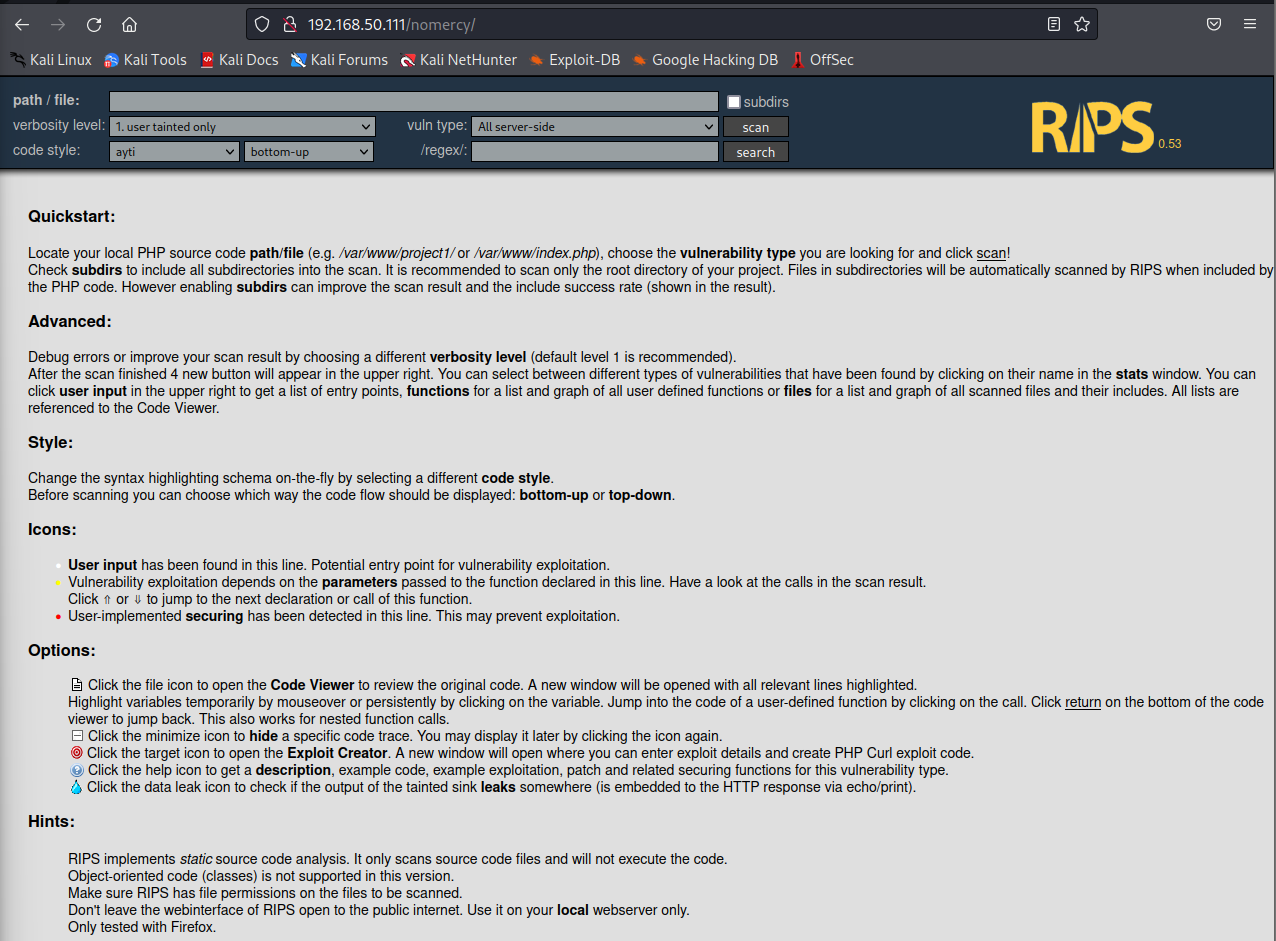 192.168.50.111/nomercy/
Kali Linux Kali Tools Kali Docs Kali Forums Kali NetHunter Exploit-DB Google Hacking DB OffSec
path / file: subdirs
verbosity level: 1. user tainted only vuln type: All server-side scan
code style: ayti bottom-up /regex/: search
RIPS 0.53
Quickstart:
Locate your local PHP source code path/file (e.g. /var/www/project1/ or /var/www/index.php), choose the vulnerability type you are looking for and click scan!
Check subdirs to include all subdirectories into the scan. It is recommended to scan only the root directory of your project. Files in subdirectories will be automatically scanned by RIPS when included by
the PHP code. However enabling subdirs can improve the scan result and the include success rate (shown in the result).
Advanced:
Debug errors or improve your scan result by choosing a different verbosity level (default level 1 is recommended).
After the scan finished 4 new button will appear in the upper right. You can select between different types of vulnerabilities that have been found by clicking on their name in the stats window. You can
click user input in the upper right to get a list of entry points, functions for a list and graph of all user defined functions or files for a list and graph of all scanned files and their includes. All lists are
referenced to the Code Viewer.
Style:
Change the syntax highlighting schema on-the-fly by selecting a different code style.
Before scanning you can choose which way the code flow should be displayed: bottom-up or top-down.
Icons:
User input has been found in this line. Potential entry point for vulnerability exploitation.
Vulnerability exploitation depends on the parameters passed to the function declared in this line. Have a look at the calls in the scan result.
Click ⇑ or ⇓ to jump to the next declaration or call of this function.
User-implemented securing has been detected in this line. This may prevent exploitation.
Options:
Click the file icon to open the Code Viewer to review the original code. A new window will be opened with all relevant lines highlighted.
Highlight variables temporarily by mouseover or persistently by clicking on the variable. Jump into the code of a user-defined function by clicking on the call. Click return on the bottom of the code
viewer to jump back. This also works for nested function calls.
Click the minimize icon to hide a specific code trace. You may display it later by clicking the icon again.
Click the target icon to open the Exploit Creator. A new window will open where you can enter exploit details and create PHP Curl exploit code.
Click the help icon to get a description, example code, example exploitation, patch and related securing functions for this vulnerability type.
Click the data leak icon to check if the output of the tainted sink leaks somewhere (is embedded to the HTTP response via echo/print).
Hints:
RIPS implements static source code analysis. It only scans source code files and will not execute the code.
Object-oriented code (classes) is not supported in this version.
Make sure RIPS has file permissions on the files to be scanned.
Don't leave the webinterface of RIPS open to the public internet. Use it on your local webserver only.
Only tested with Firefox.